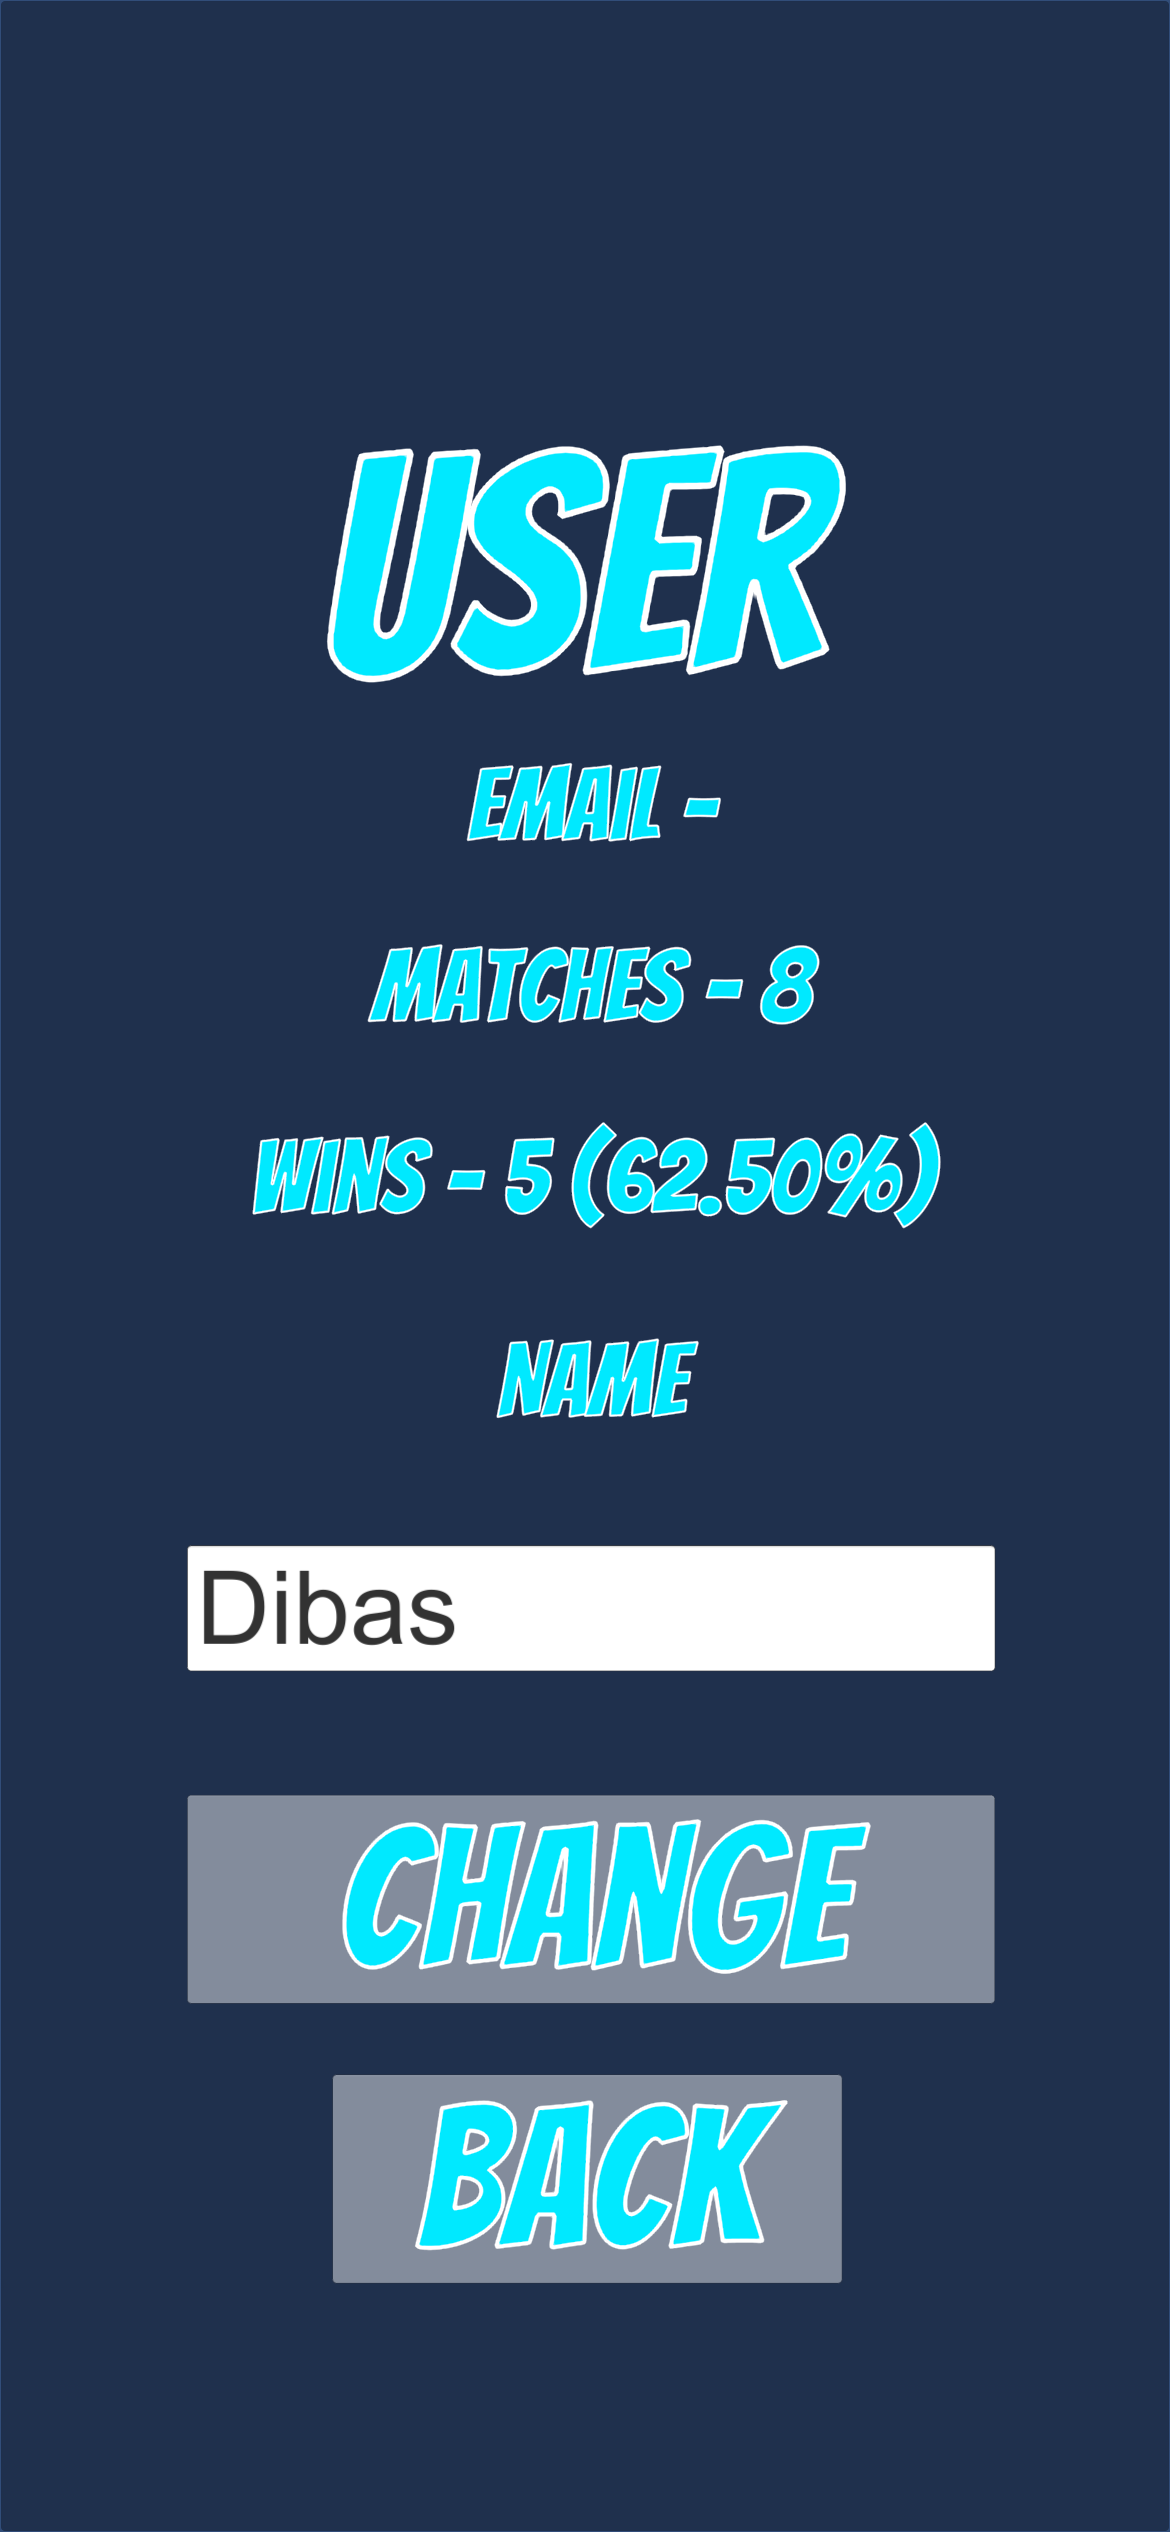 USER
EMAIL -
MATCHES - 8
WINS - 5 (62.50%)
NAME
Dibas
CHANGE
BACK